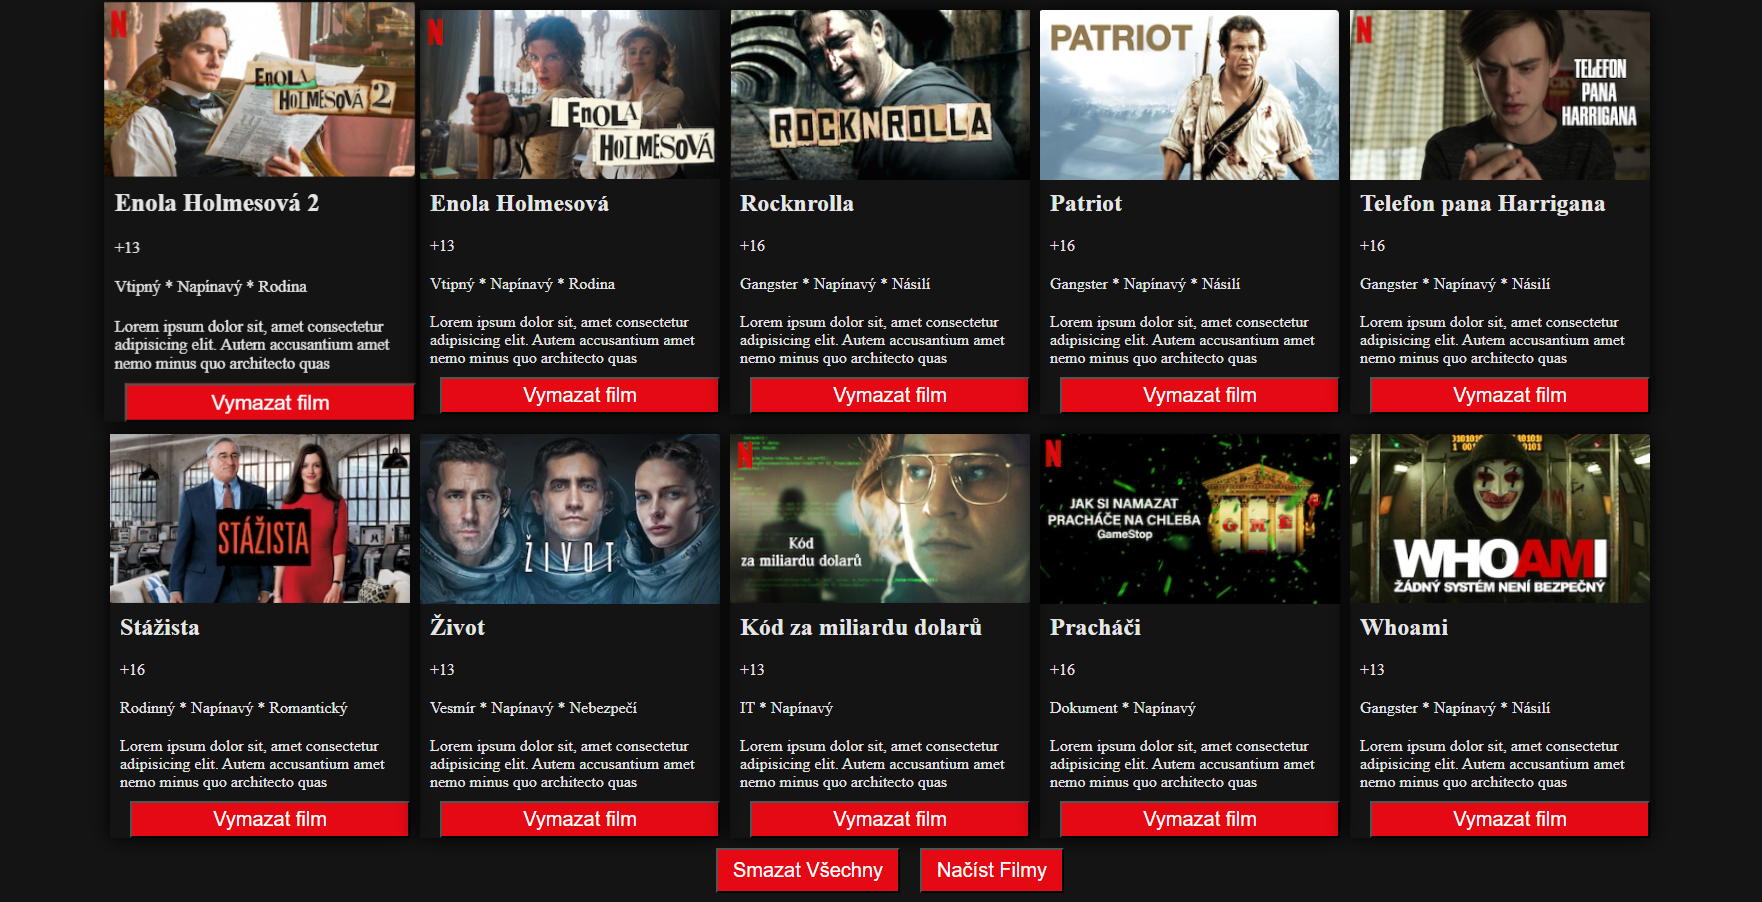 N
ENOLA
HOLMESOVÁ 2
Enola Holmesová 2
+13
Vtipný * Napínavý * Rodina
Lorem ipsum dolor sit, amet consectetur
adipisicing elit. Autem accusantium amet
nemo minus quo architecto quas
Vymazat film
N
ENOLA
HOLMESOVÁ
Enola Holmesová
+13
Vtipný * Napínavý * Rodina
Lorem ipsum dolor sit, amet consectetur
adipisicing elit. Autem accusantium amet
nemo minus quo architecto quas
Vymazat film
ROCKNROLLA
Rocknrolla
+16
Gangster * Napínavý * Násilí
Lorem ipsum dolor sit, amet consectetur
adipisicing elit. Autem accusantium amet
nemo minus quo architecto quas
Vymazat film
PATRIOT
Patriot
+16
Gangster * Napínavý * Násilí
Lorem ipsum dolor sit, amet consectetur
adipisicing elit. Autem accusantium amet
nemo minus quo architecto quas
Vymazat film
N
TELEFON
PANA
HARRIGANA
Telefon pana Harrigana
+16
Gangster * Napínavý * Násilí
Lorem ipsum dolor sit, amet consectetur
adipisicing elit. Autem accusantium amet
nemo minus quo architecto quas
Vymazat film
STÁŽISTA
Stážista
+16
Rodinný * Napínavý * Romantický
Lorem ipsum dolor sit, amet consectetur
adipisicing elit. Autem accusantium amet
nemo minus quo architecto quas
Vymazat film
ŽIVOT
Život
+13
Vesmír * Napínavý * Nebezpečí
Lorem ipsum dolor sit, amet consectetur
adipisicing elit. Autem accusantium amet
nemo minus quo architecto quas
Vymazat film
N
Kód
za miliardu dolarů
Kód za miliardu dolarů
+13
IT * Napínavý
Lorem ipsum dolor sit, amet consectetur
adipisicing elit. Autem accusantium amet
nemo minus quo architecto quas
Vymazat film
N
JAK SI NAMAZAT
PRACHÁČE NA CHLEBA
GameStop
G M E
Pracháči
+16
Dokument * Napínavý
Lorem ipsum dolor sit, amet consectetur
adipisicing elit. Autem accusantium amet
nemo minus quo architecto quas
Vymazat film
WHOAMI
ŽÁDNÝ SYSTÉM NENÍ BEZPEČNÝ
Whoami
+13
Gangster * Napínavý * Násilí
Lorem ipsum dolor sit, amet consectetur
adipisicing elit. Autem accusantium amet
nemo minus quo architecto quas
Vymazat film
Smazat Všechny
Načíst Filmy